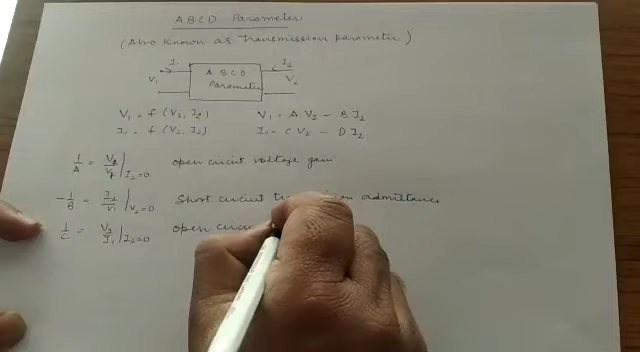 ABCD Parameter
(Also Known as Transmission parameter)
I₁ I₂
V₁ ABCD Parameter V₂
V₁ = f(V₂, I₂) V₁ = A V₂ - B I₂
I₁ = f(V₂, I₂) I₁ = C V₂ - D I₂
1/A = V₂/V₁ | I₂=0 open circuit voltage gain
-1/B = I₂/V₁ | V₂=0 Short circuit admittance
1/C = V₂/I₁ | I₂=0 open